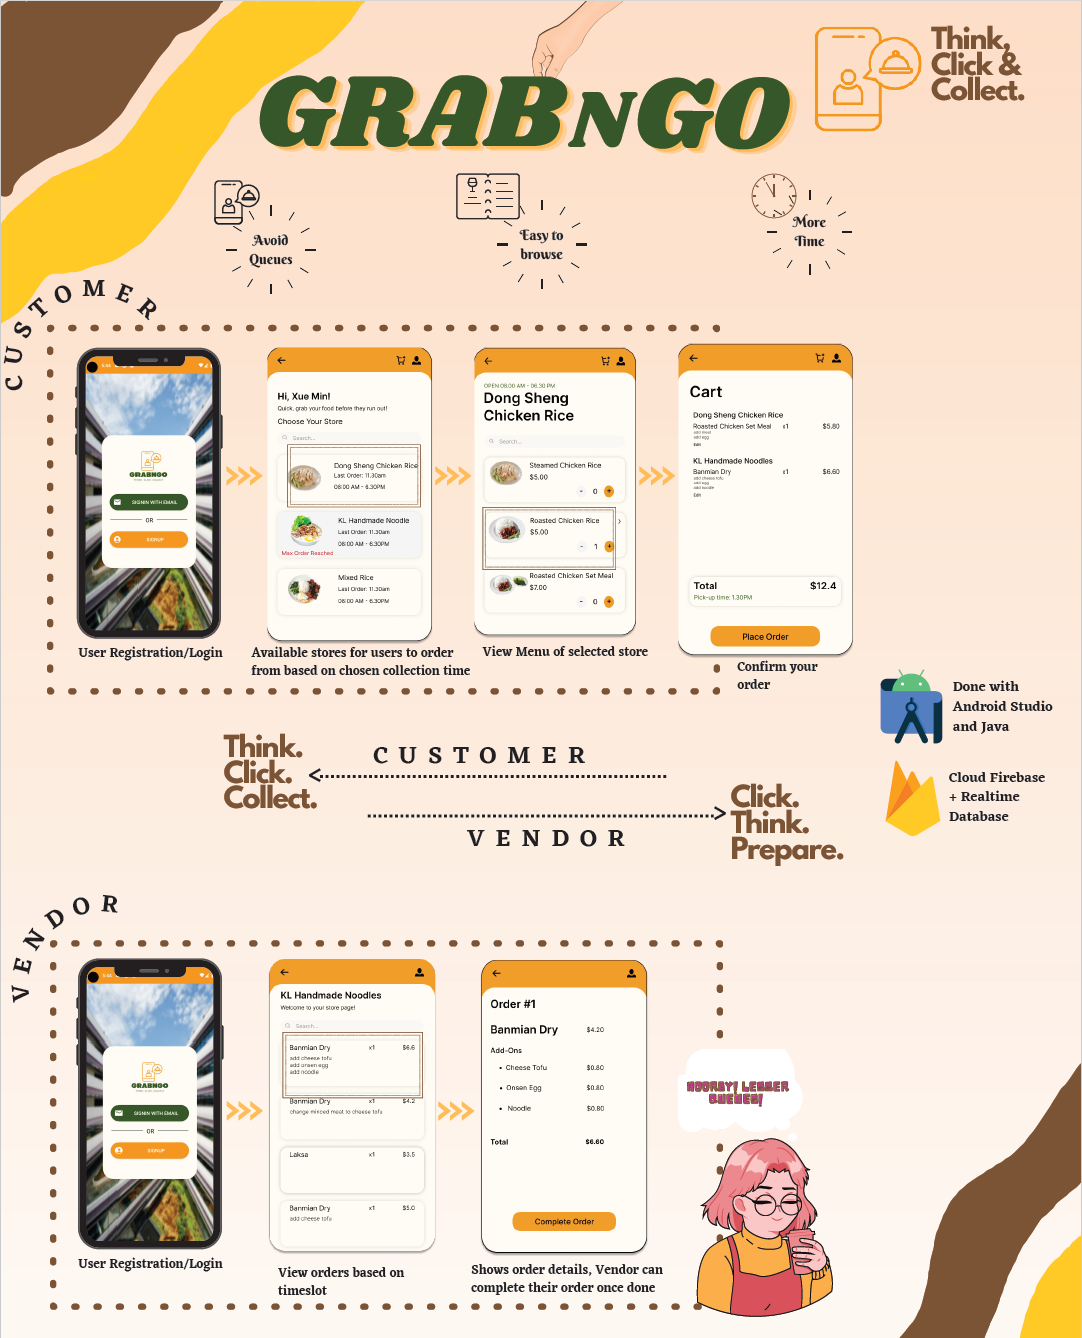 GRABNGO
Think,
Click &
Collect.
Avoid
Queues
Easy to
browse
More
Time
CUSTOMER
GRABNGO
SIGNIN WITH EMAIL
OR
SIGNUP
User Registration/Login
Hi, Xue Min!
Quick, grab your food before they run out!
Choose Your Store
Search...
Dong Sheng Chicken Rice
Last Order: 11.30am
08:00 AM - 6.30PM
KL Handmade Noodle
Last Order: 11.30am
08:00 AM - 6.30PM
Max Order Reached
Mixed Rice
Last Order: 11.30am
08:00 AM - 6.30PM
Available stores for users to order
from based on chosen collection time
OPEN 08.00 AM - 06.30 PM
Dong Sheng
Chicken Rice
Search...
Steamed Chicken Rice
$5.00
- 0 +
Roasted Chicken Rice
$5.00
- 1 +
Roasted Chicken Set Meal
$7.00
- 0 +
View Menu of selected store
Cart
Dong Sheng Chicken Rice
Roasted Chicken Set Meal x1 $5.80
add meat
add egg
Edit
KL Handmade Noodles
Banmian Dry x1 $6.60
add cheese tofu
add egg
add noodle
Edit
Total $12.4
Pick-up time: 1.30PM
Place Order
Confirm your
order
Done with
Android Studio
and Java
Cloud Firebase
+ Realtime
Database
Think.
Click.
Collect.
CUSTOMER
VENDOR
Click.
Think.
Prepare.
VENDOR
GRABNGO
SIGNIN WITH EMAIL
OR
SIGNUP
User Registration/Login
KL Handmade Noodles
Welcome to your store page!
Search...
Banmian Dry x1 $6.6
add cheese tofu
add onsen egg
add noodle
Banmian Dry x1 $4.2
change minced meat to cheese tofu
Laksa x1 $3.5
Banmian Dry x1 $5.0
add cheese tofu
View orders based on
timeslot
Order #1
Banmian Dry $4.20
Add-Ons
• Cheese Tofu $0.80
• Onsen Egg $0.80
• Noodle $0.80
Total $6.60
Complete Order
Shows order details, Vendor can
complete their order once done
HOORAY! LESSER
QUEUES!